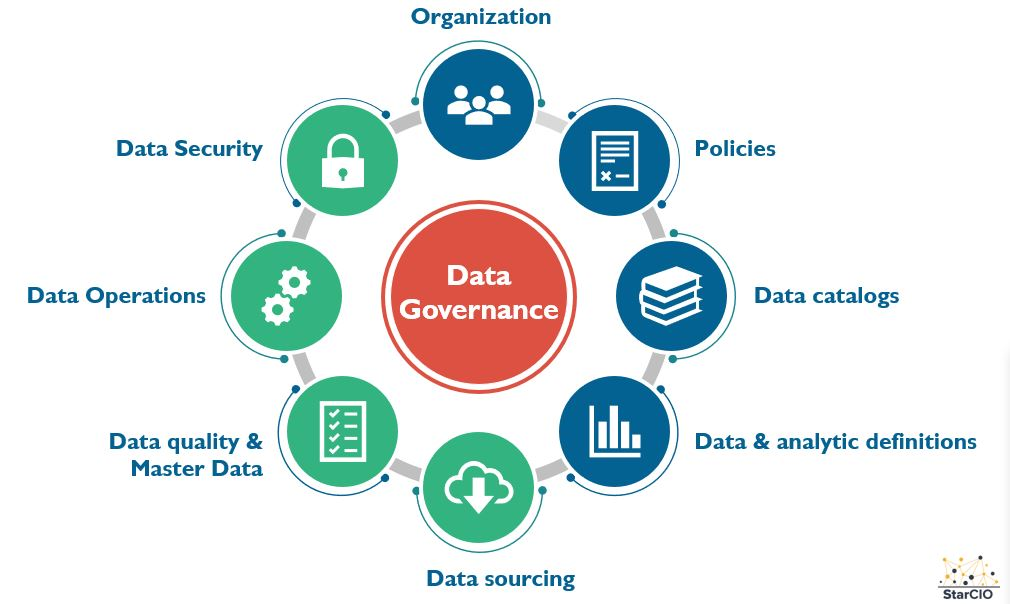 Organization
Data Security
Policies
Data
Governance
Data Operations
Data catalogs
Data quality &
Master Data
Data & analytic definitions
Data sourcing
StarCIO